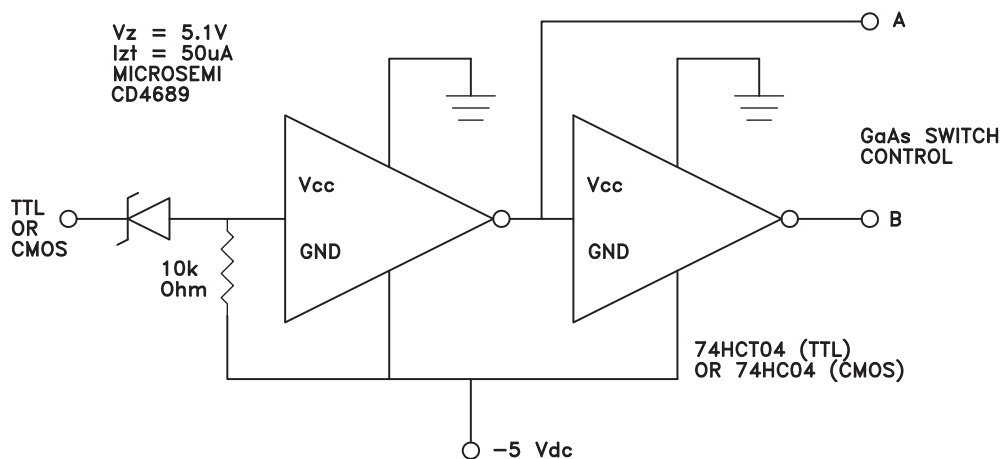 Vz = 5.1V
Izt = 50uA
MICROSEMI
CD4689
A
GaAs SWITCH
CONTROL
Vcc
Vcc
TTL
OR
CMOS
B
GND
GND
10k
Ohm
74HCT04 (TTL)
OR 74HC04 (CMOS)
-5 Vdc